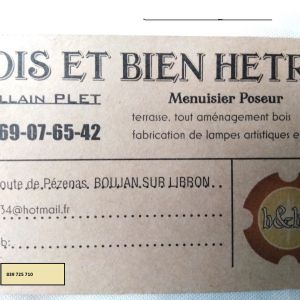 OIS ET BIEN HETR
LLAIN PLET
Menuisier Poseur
69-07-65-42
terrasse, tout aménagement bois
fabrication de lampes artistiques e
oute de Pézenas, BOUJAN SUR LIBRON
34@hotmail.fr
b:
b&b
839 725 710